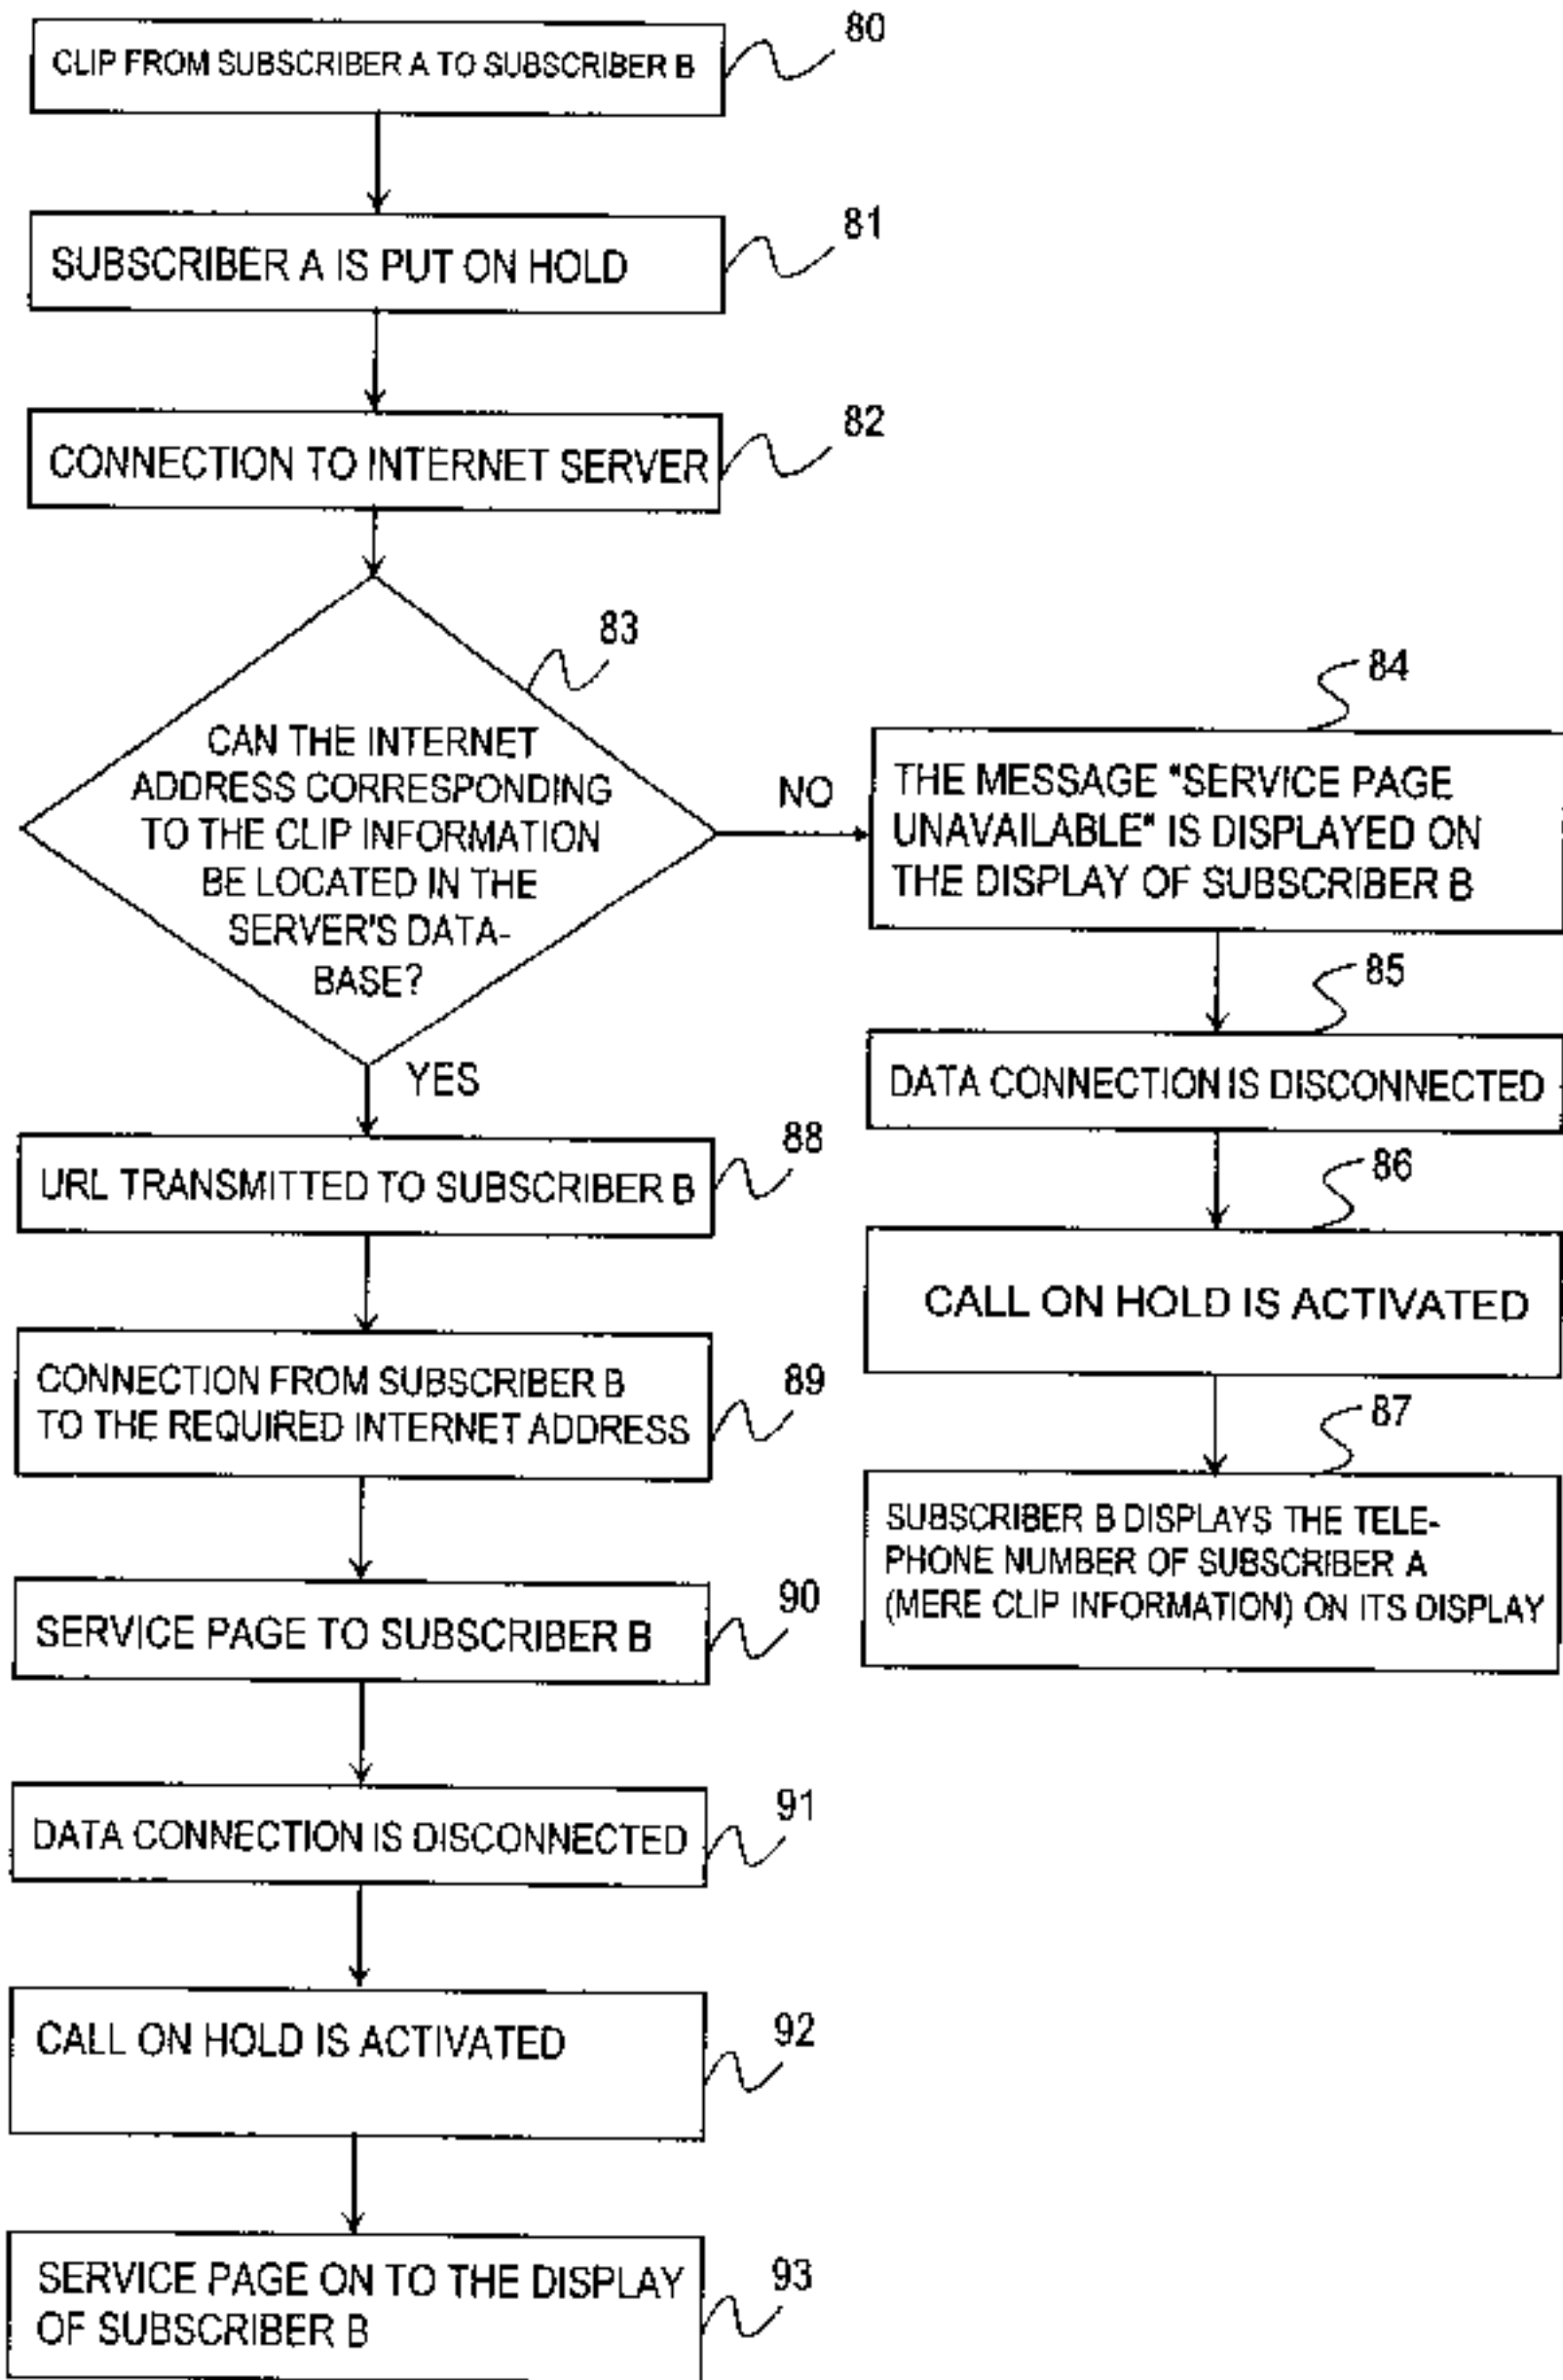 CLIP FROM SUBSCRIBER A TO SUBSCRIBER B
80
SUBSCRIBER A IS PUT ON HOLD
81
CONNECTION TO INTERNET SERVER
82
83
CAN THE INTERNET
ADDRESS CORRESPONDING
TO THE CLIP INFORMATION
BE LOCATED IN THE
SERVER'S DATA-
BASE?
NO
YES
84
THE MESSAGE "SERVICE PAGE
UNAVAILABLE" IS DISPLAYED ON
THE DISPLAY OF SUBSCRIBER B
85
DATA CONNECTION IS DISCONNECTED
86
CALL ON HOLD IS ACTIVATED
87
SUBSCRIBER B DISPLAYS THE TELE-
PHONE NUMBER OF SUBSCRIBER A
(MERE CLIP INFORMATION) ON ITS DISPLAY
URL TRANSMITTED TO SUBSCRIBER B
88
CONNECTION FROM SUBSCRIBER B
TO THE REQUIRED INTERNET ADDRESS
89
SERVICE PAGE TO SUBSCRIBER B
90
DATA CONNECTION IS DISCONNECTED
91
CALL ON HOLD IS ACTIVATED
92
SERVICE PAGE ON TO THE DISPLAY
OF SUBSCRIBER B
93